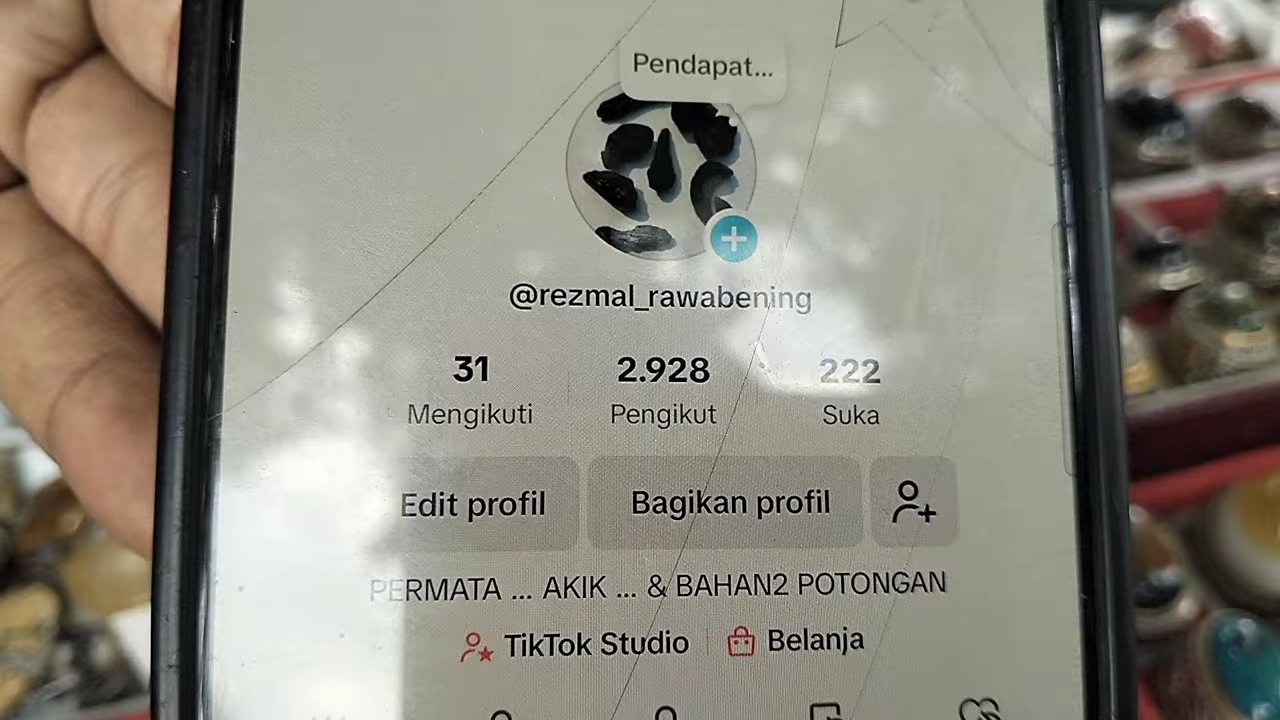 Pendapat...
@rezmal_rawabening
31 2.928 222
Mengikuti Pengikut Suka
Edit profil Bagikan profil
PERMATA ... AKIK ... & BAHAN2 POTONGAN
TikTok Studio Belanja